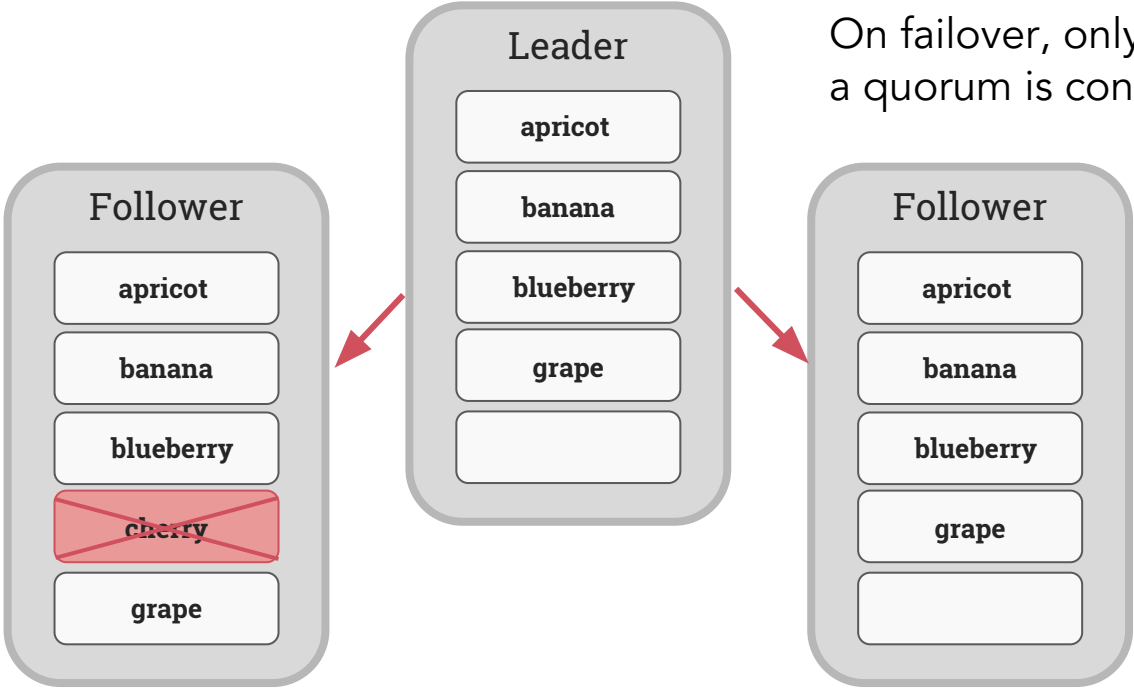 Leader
apricot
banana
blueberry
grape
On failover, only
a quorum is con
Follower
apricot
banana
blueberry
cherry
grape
Follower
apricot
banana
blueberry
grape